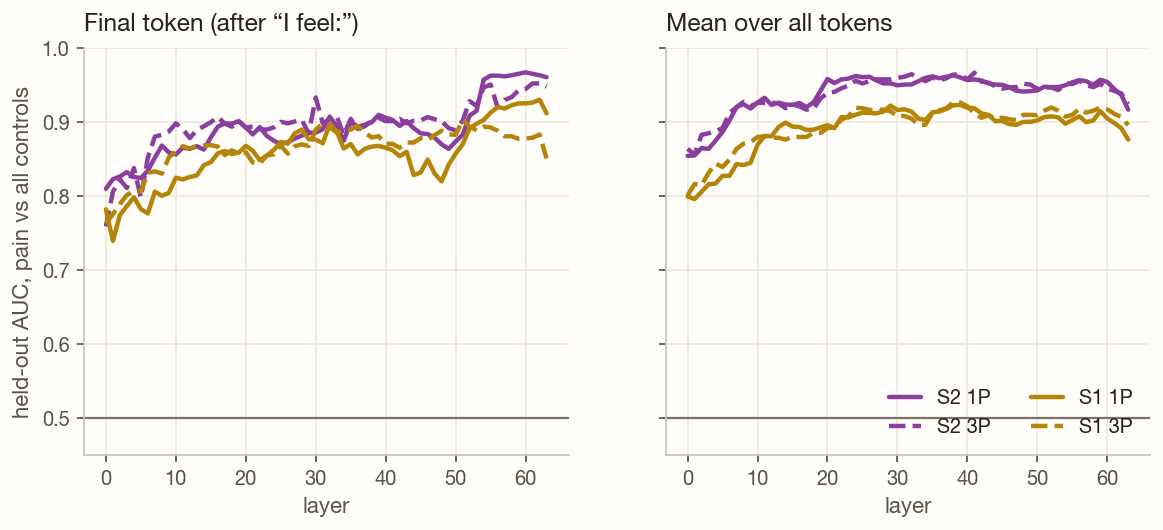 Final token (after “I feel:”)
Mean over all tokens
held-out AUC, pain vs all controls
1.0
0.9
0.8
0.7
0.6
0.5
0 10 20 30 40 50 60
layer
S2 1P S1 1P
S2 3P S1 3P
0 10 20 30 40 50 60
layer